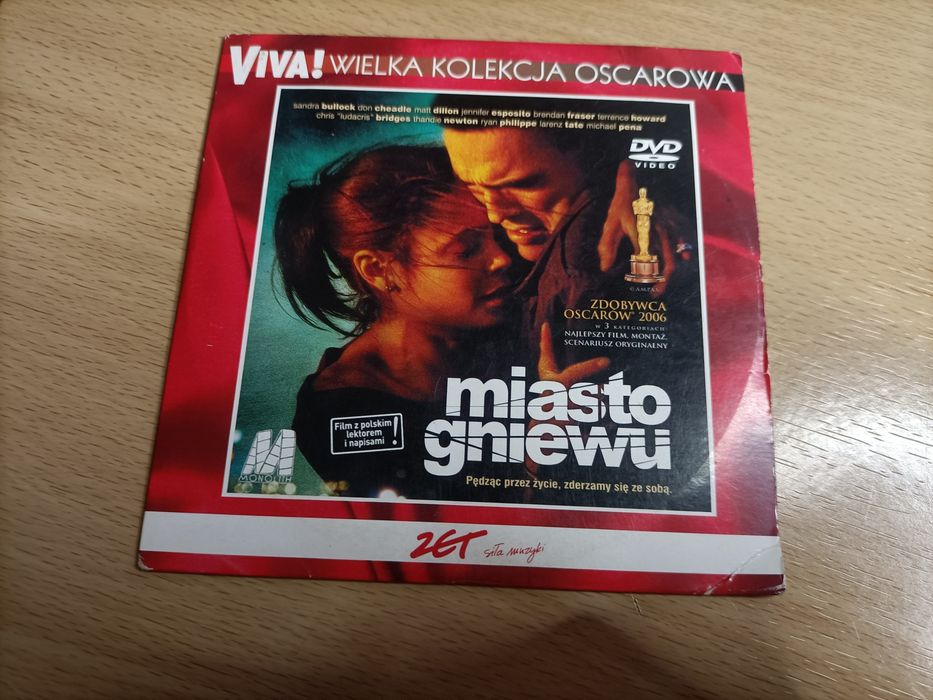 VIVA! WIELKA KOLEKCJA OSCAROWA
sandra bullock don cheadle matt dillon jennifer esposito brendan fraser terrence howard
chris "ludacris" bridges thandie newton ryan philippe larenz tate michael pena
DVD
VIDEO
© A.M.P.A.S.
ZDOBYWCA
OSCARÓW® 2006
W 3 KATEGORIACH:
NAJLEPSZY FILM, MONTAŻ,
SCENARIUSZ ORYGINALNY
miasto
gniewu
Film z polskim
lektorem
i napisami !
MONOLITH
Pędząc przez życie, zderzamy się ze sobą.
ZET siła muzyki